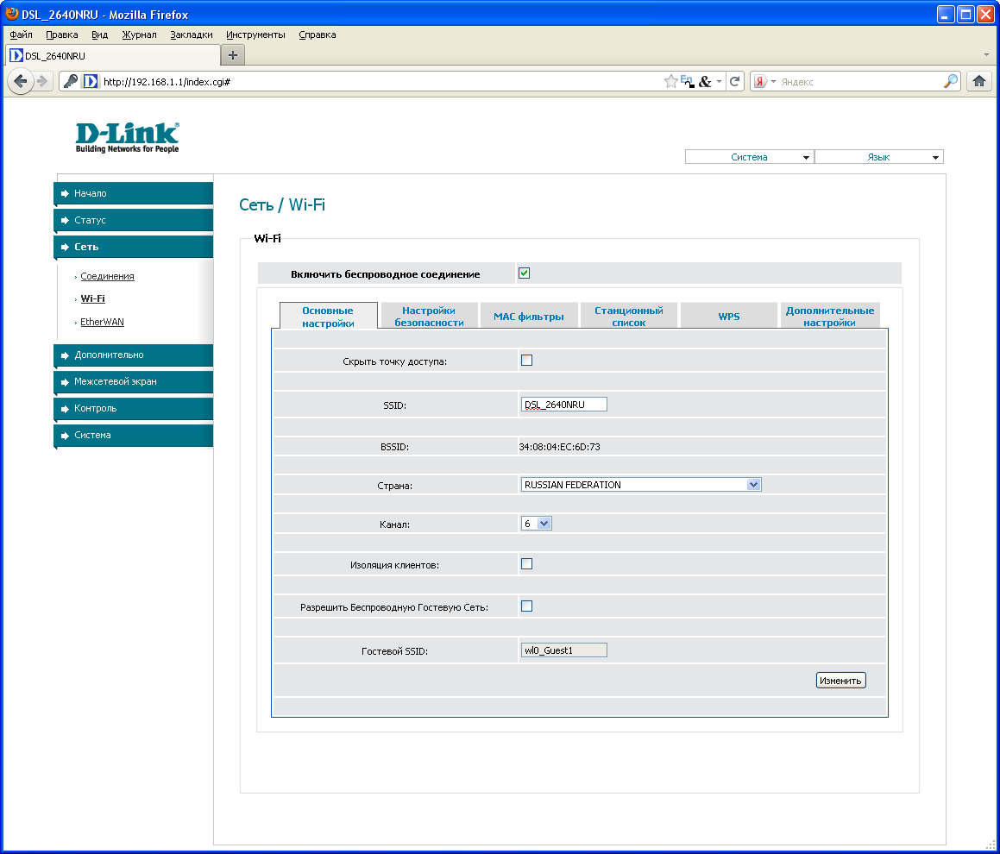 DSL_2640NRU - Mozilla Firefox
Файл Правка Вид Журнал Закладки Инструменты Справка
DSL_2640NRU
http://192.168.1.1/index.cgi#
Яндекс
D-Link
Building Networks for People
Система Язык
Начало
Статус
Сеть
Соединения
Wi-Fi
EtherWAN
Дополнительно
Межсетевой экран
Контроль
Система
Сеть / Wi-Fi
Wi-Fi
Включить беспроводное соединение
Основные настройки
Настройки безопасности
MAC фильтры
Станционный список
WPS
Дополнительные настройки
Скрыть точку доступа:
SSID: DSL_2640NRU
BSSID: 34:08:04:EC:6D:73
Страна: RUSSIAN FEDERATION
Канал: 6
Изоляция клиентов:
Разрешить Беспроводную Гостевую Сеть:
Гостевой SSID: wl0_Guest1
Изменить